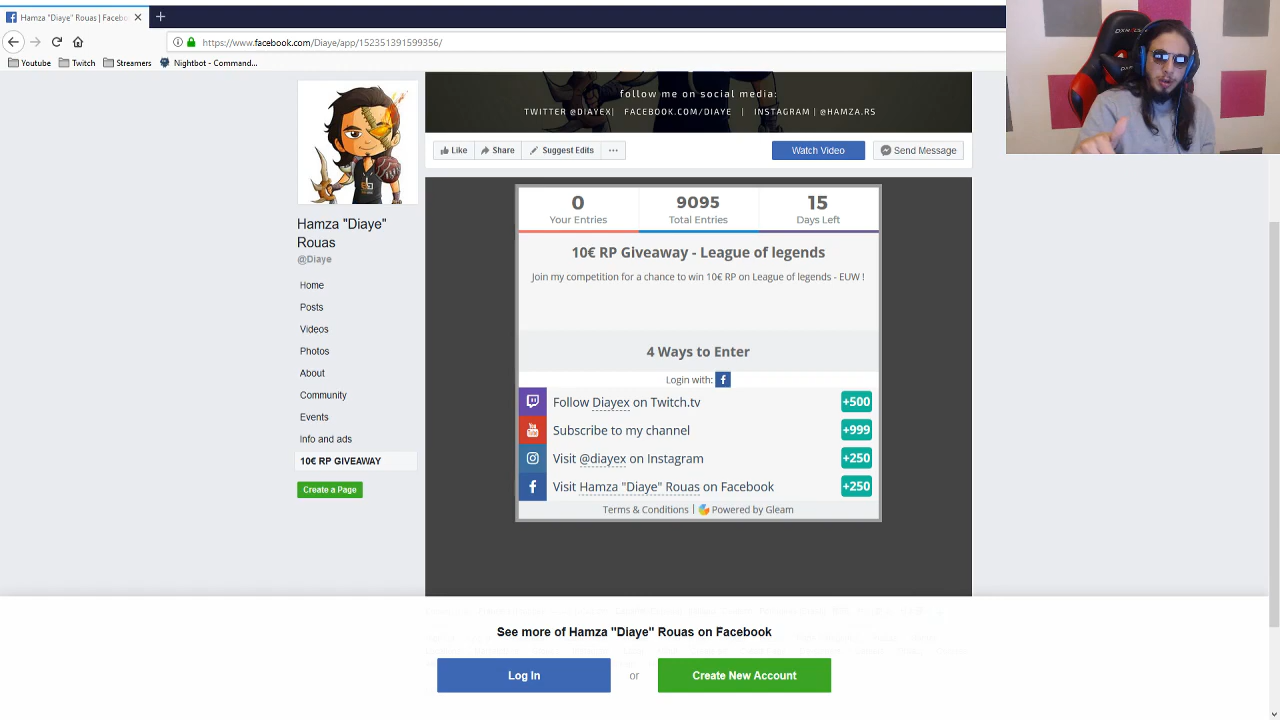 Hamza "Diaye" Rouas | Facebo
https://www.facebook.com/Diaye/app/152351391599356/
Youtube Twitch Streamers Nightbot - Command...
follow me on social media:
TWITTER @DIAYEX| FACEBOOK.COM/DIAYE | INSTAGRAM | @HAMZA.RS
Like Share Suggest Edits ... Watch Video Send Message
Hamza "Diaye"
Rouas
@Diaye
Home
Posts
Videos
Photos
About
Community
Events
Info and ads
10€ RP GIVEAWAY
Create a Page
0 9095 15
Your Entries Total Entries Days Left
10€ RP Giveaway - League of legends
Join my competition for a chance to win 10€ RP on League of legends - EUW !
4 Ways to Enter
Login with:
Follow Diayex on Twitch.tv +500
Subscribe to my channel +999
Visit @diayex on Instagram +250
Visit Hamza "Diaye" Rouas on Facebook +250
Terms & Conditions | Powered by Gleam
See more of Hamza "Diaye" Rouas on Facebook
Log In or Create New Account